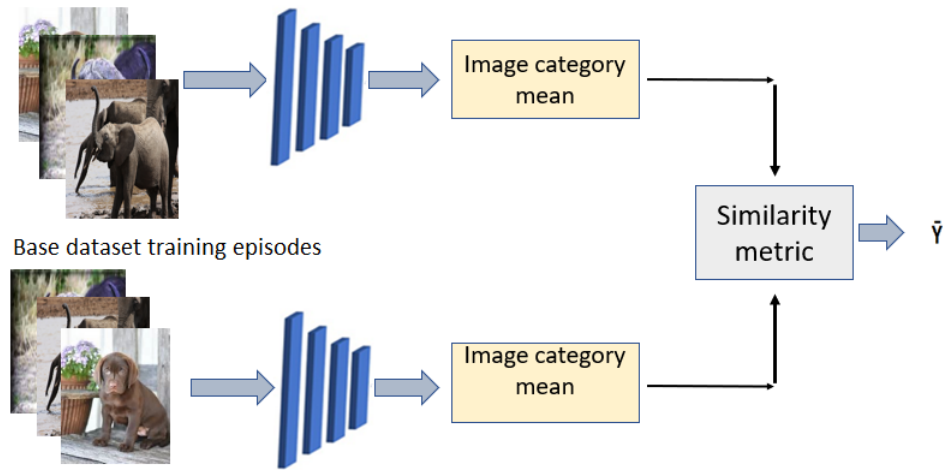 Image category
mean
Similarity
metric
Ȳ
Base dataset training episodes
Image category
mean